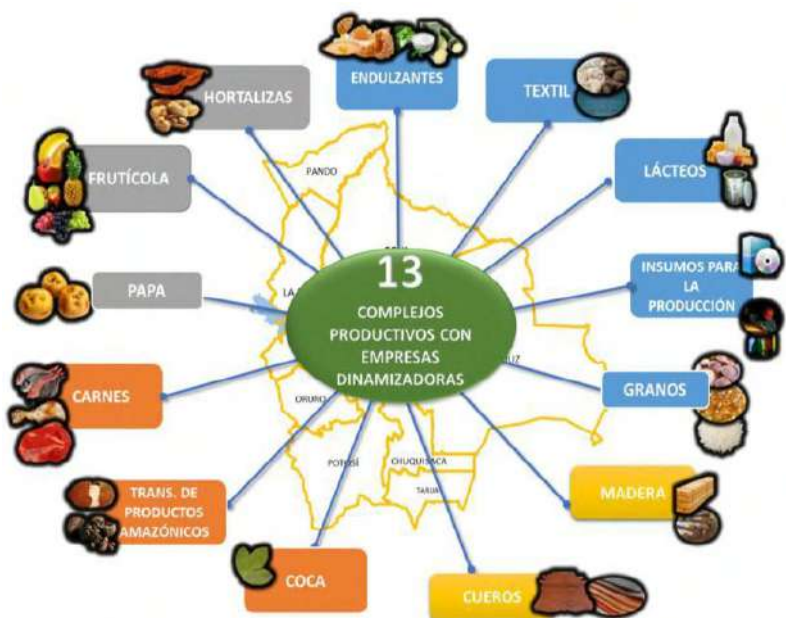 ENDULZANTES
TEXTIL
HORTALIZAS
LÁCTEOS
FRUTÍCOLA
PANDO
INSUMOS PARA
LA
PRODUCCIÓN
PAPA
13
COMPLEJOS
PRODUCTIVOS CON
EMPRESAS
DINAMIZADORAS
GRANOS
CARNES
ORURO
POTOSÍ
CHUQUISACA
TARIJA
MADERA
TRANS. DE
PRODUCTOS
AMAZÓNICOS
COCA
CUEROS